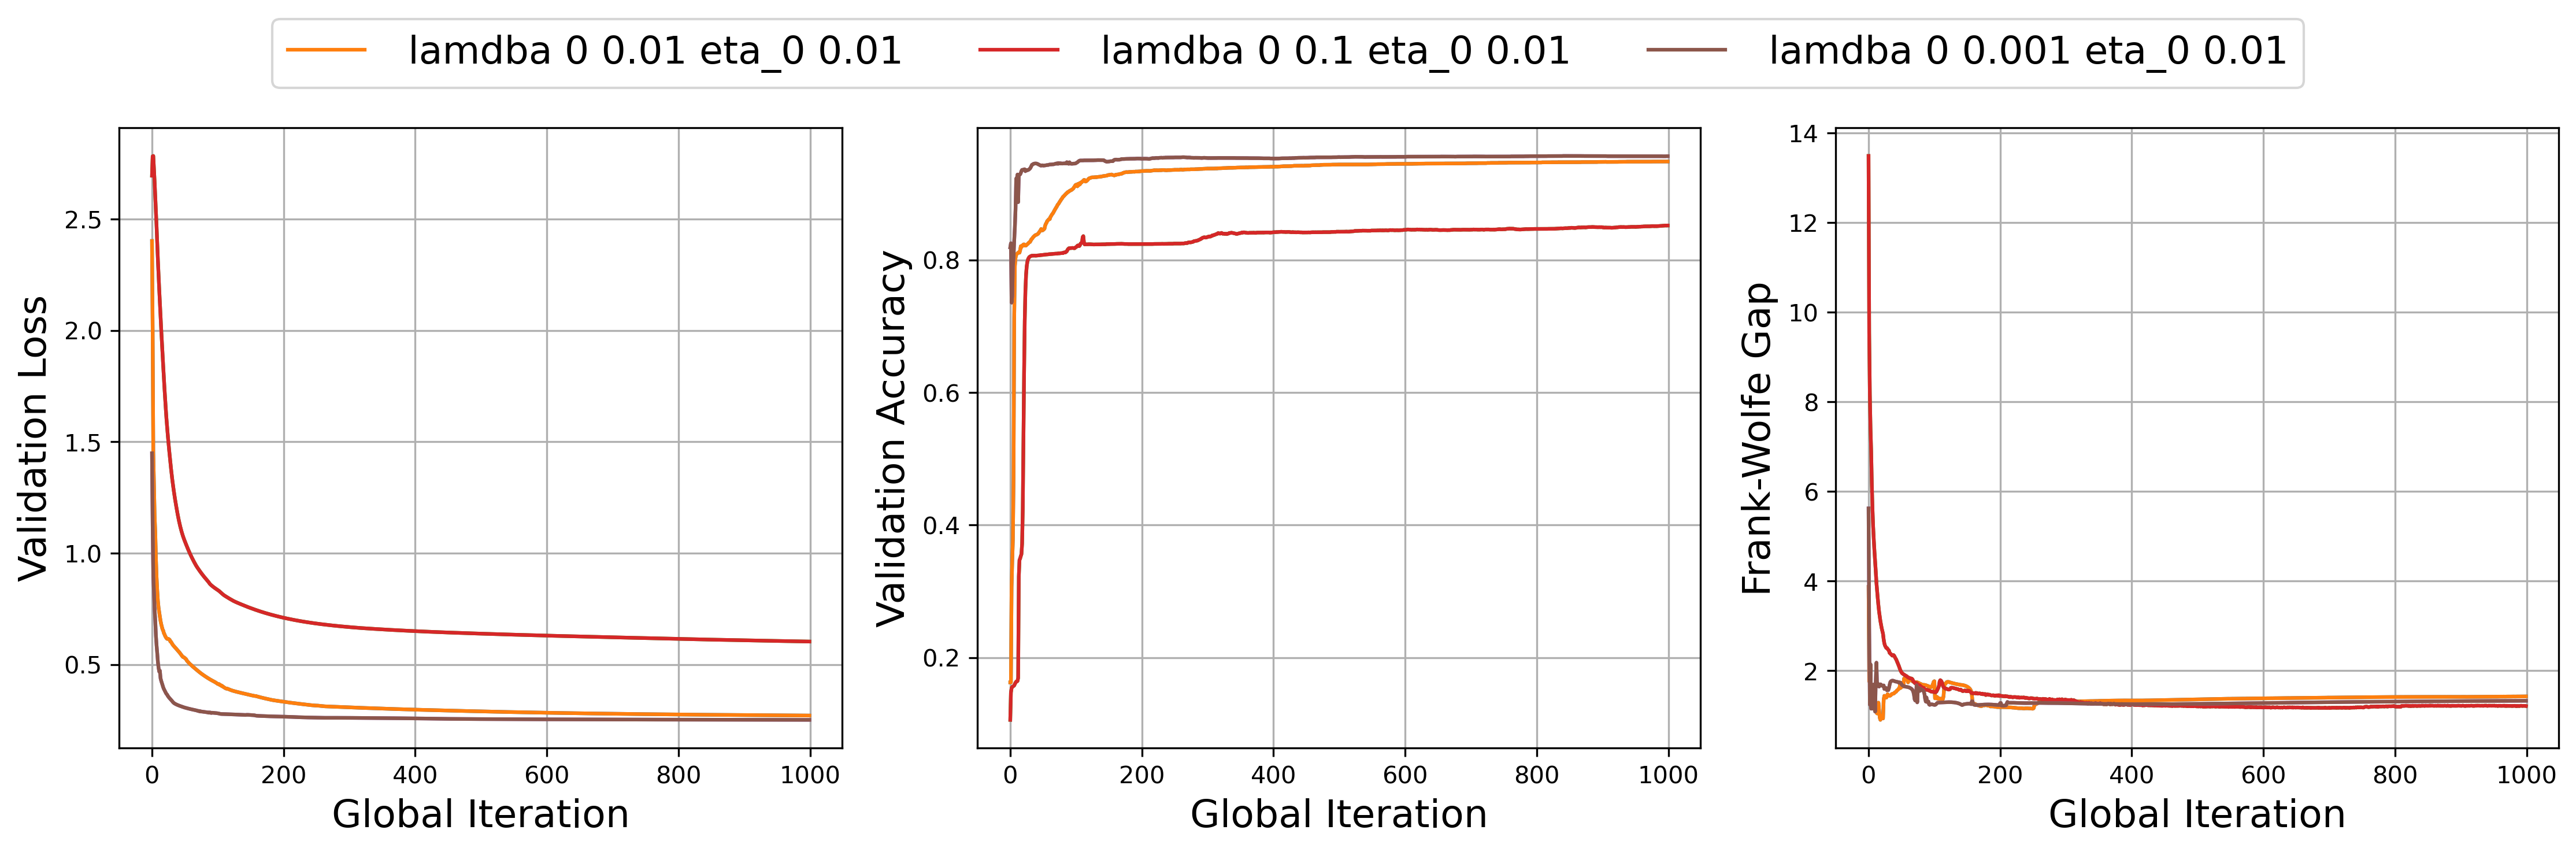 lamdba 0 0.01 eta_0 0.01 lamdba 0 0.1 eta_0 0.01 lamdba 0 0.001 eta_0 0.01
Validation Loss
2.5
2.0
1.5
1.0
0.5
0 200 400 600 800 1000
Global Iteration
Validation Accuracy
0.8
0.6
0.4
0.2
0 200 400 600 800 1000
Global Iteration
Frank-Wolfe Gap
14
12
10
8
6
4
2
0 200 400 600 800 1000
Global Iteration